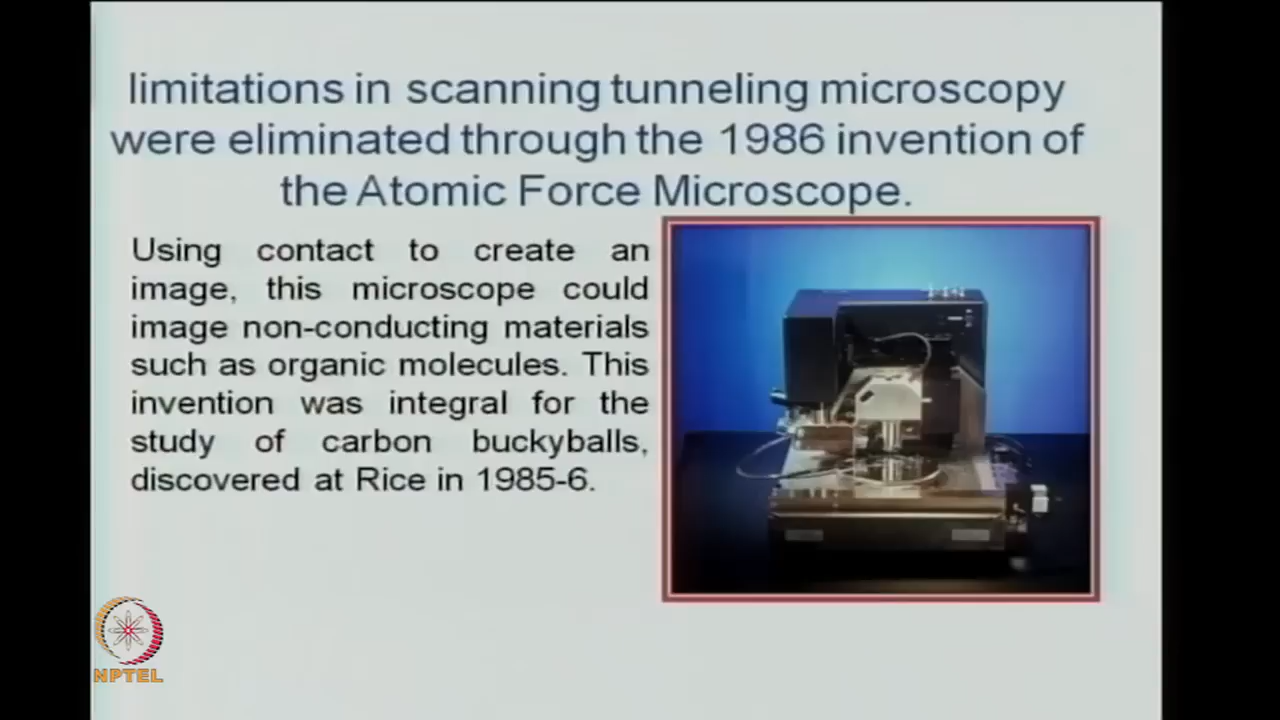 limitations in scanning tunneling microscopy
were eliminated through the 1986 invention of
the Atomic Force Microscope.
Using contact to create an
image, this microscope could
image non-conducting materials
such as organic molecules. This
invention was integral for the
study of carbon buckyballs,
discovered at Rice in 1985-6.
NPTEL